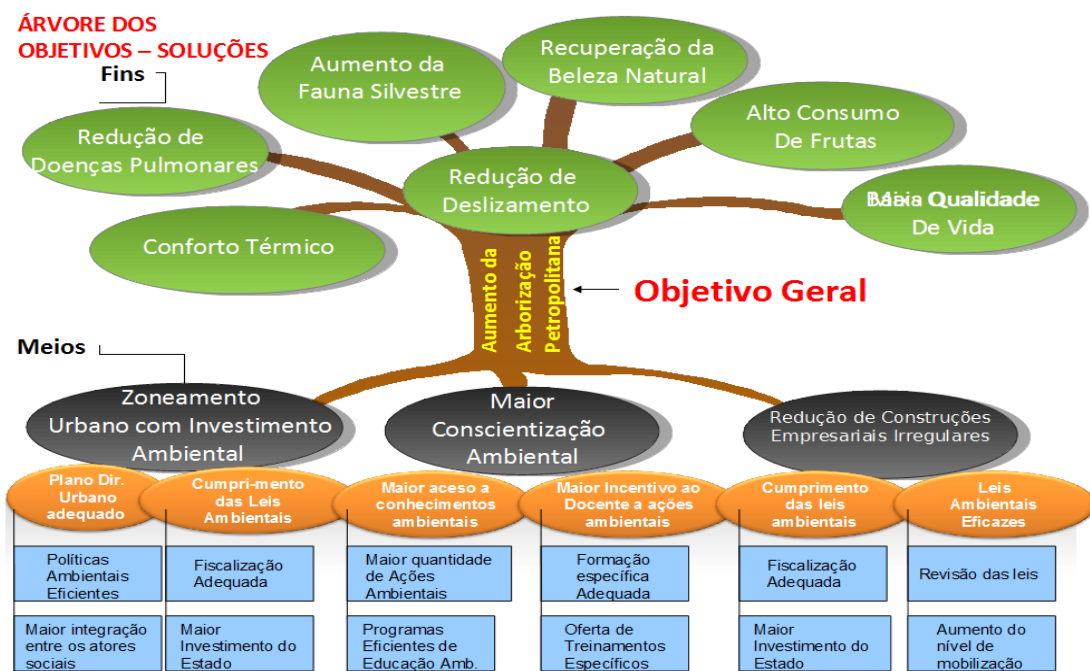 ÁRVORE DOS
OBJETIVOS – SOLUÇÕES
Fins
Aumento da
Fauna Silvestre
Recuperação da
Beleza Natural
Redução de
Doenças Pulmonares
Alto Consumo
De Frutas
Redução de
Deslizamento
Qualidade
De Vida
Conforto Térmico
Aumento da
Arborização
Petropolitana
Objetivo Geral
Meios
Zoneamento
Urbano com Investimento
Ambiental
Maior
Conscientização
Ambiental
Redução de Construções
Empresariais Irregulares
Plano Dir.
Urbano
adequado
Cumpri-mento
das Leis
Ambientais
Maior aceso a
conhecimentos
ambientais
Maior Incentivo ao
Docente a ações
ambientais
Cumprimento
das leis
ambientais
Leis
Ambientais
Eficazes
Políticas
Ambientais
Eficientes
Fiscalização
Adequada
Maior quantidade
de Ações
Ambientais
Formação
específica
Adequada
Fiscalização
Adequada
Revisão das leis
Maior integração
entre os atores
sociais
Maior
Investimento do
Estado
Programas
Eficientes de
Educação Amb.
Oferta de
Treinamentos
Específicos
Maior
Investimento do
Estado
Aumento do
nível de
mobilização